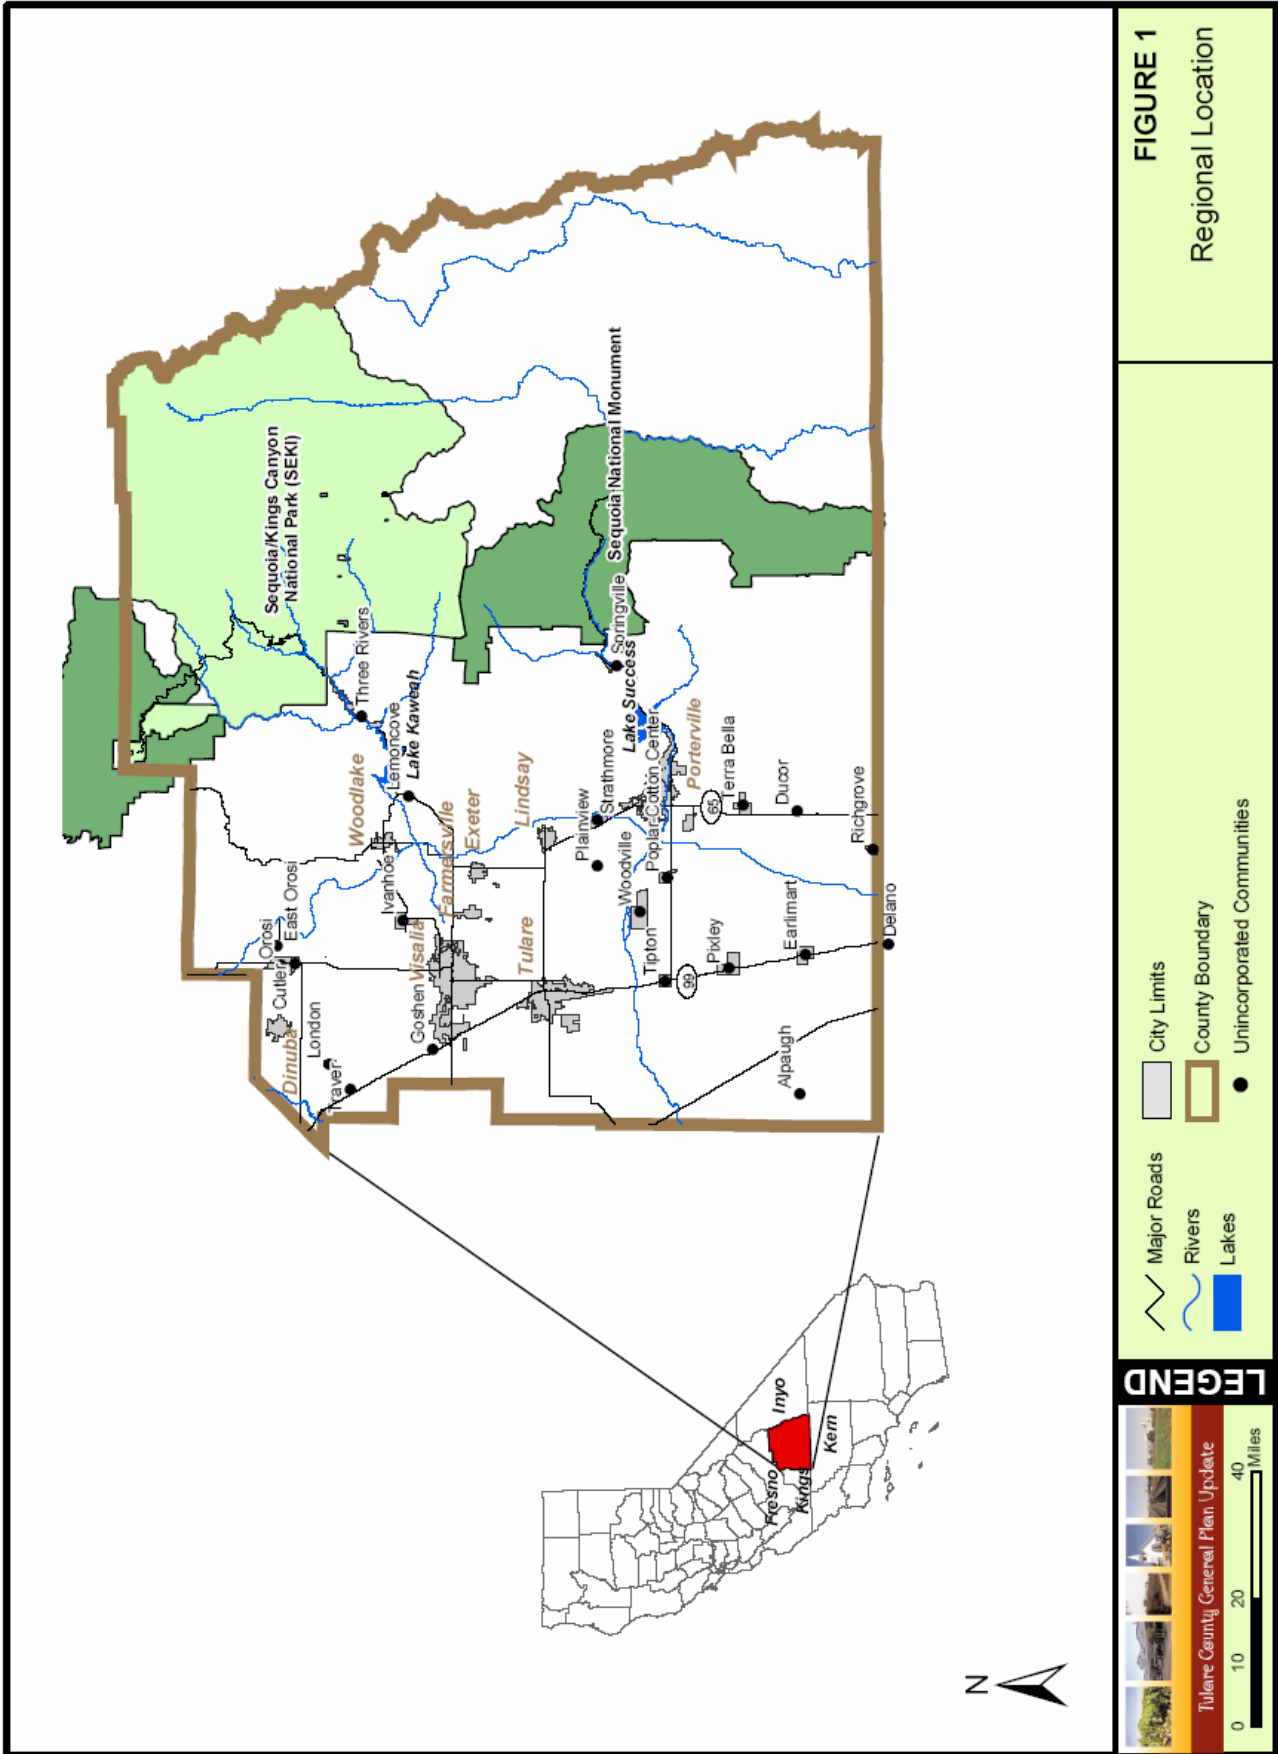 FIGURE 1
Regional Location
Sequoia/Kings Canyon
National Park (SEKI)
Sequoia National Monument
Three Rivers
Lemoncove
Lake Kaweah
Springville
Lake Success
Woodlake
Ivanhoe
Farmersville
Exeter
Lindsay
Strathmore
Plainview
Porterville
Poplar-Cotton Center
Woodville
Terra Bella
65
Ducor
Richgrove
Orosi
East Orosi
Cutler
Dinuba
London
Traver
Goshen
Visalia
Tulare
Tipton
99
Pixley
Earlimart
Delano
Alpaugh
Inyo
Fresno
Kings
Kern
N
LEGEND
Major Roads
Rivers
Lakes
City Limits
County Boundary
Unincorporated Communities
Tulare County General Plan Update
0 10 20 40
Miles